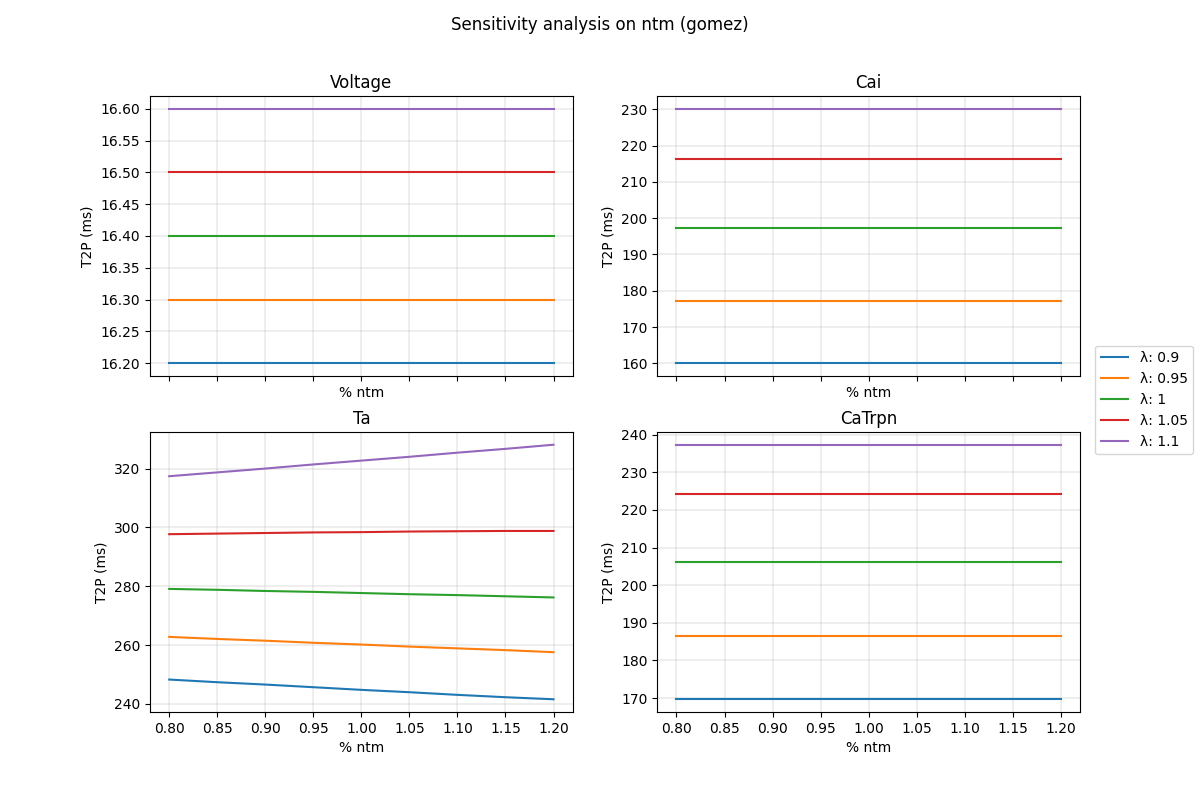 Sensitivity analysis on ntm (gomez)
Voltage
T2P (ms)
16.60
16.55
16.50
16.45
16.40
16.35
16.30
16.25
16.20
% ntm
Cai
T2P (ms)
230
220
210
200
190
180
170
160
% ntm
λ: 0.9
λ: 0.95
λ: 1
λ: 1.05
λ: 1.1
Ta
T2P (ms)
320
300
280
260
240
0.80 0.85 0.90 0.95 1.00 1.05 1.10 1.15 1.20
% ntm
CaTrpn
T2P (ms)
240
230
220
210
200
190
180
170
0.80 0.85 0.90 0.95 1.00 1.05 1.10 1.15 1.20
% ntm